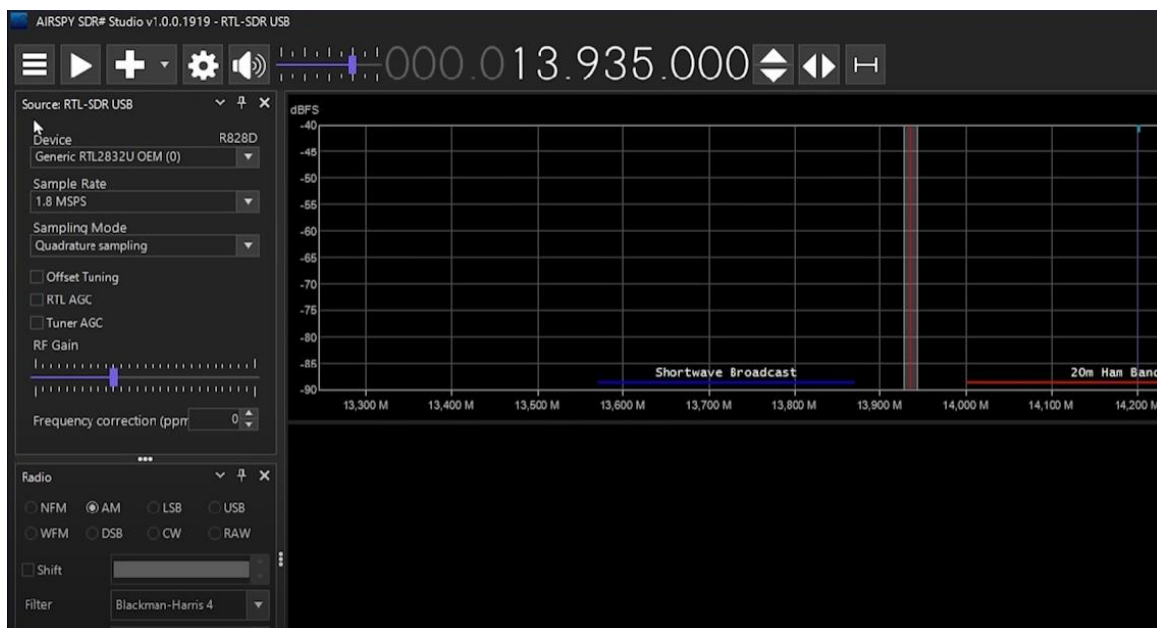 AIRSPY SDR# Studio v1.0.0.1919 - RTL-SDR USB
000.013.935.000
Source: RTL-SDR USB
Device R828D
Generic RTL2832U OEM (0)
Sample Rate
1.8 MSPS
Sampling Mode
Quadrature sampling
Offset Tuning
RTL AGC
Tuner AGC
RF Gain
Frequency correction (ppm 0
Radio
NFM AM LSB USB
WFM DSB CW RAW
Shift
Filter Blackman-Harris 4
dBFS
-40
-45
-50
-55
-60
-65
-70
-75
-80
-85
-90
Shortwave Broadcast 20m Ham Band
13,300 M 13,400 M 13,500 M 13,600 M 13,700 M 13,800 M 13,900 M 14,000 M 14,100 M 14,200 M